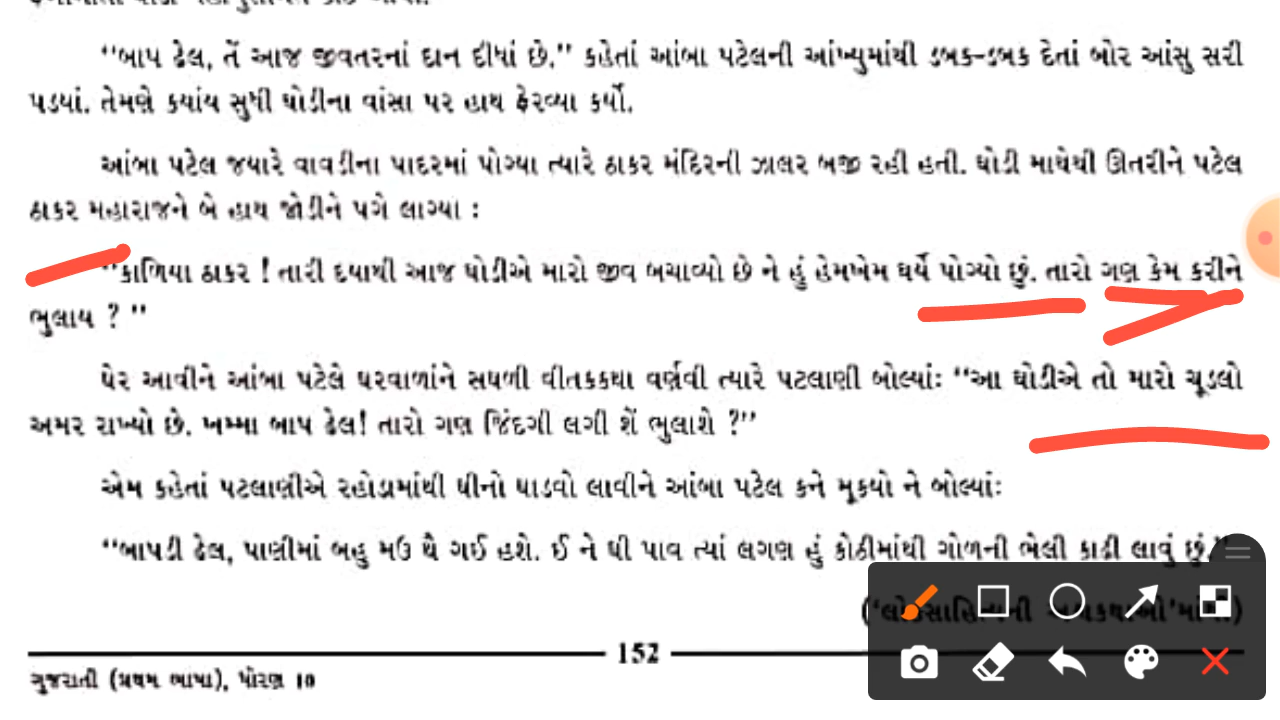 "બાપ ઢેલ, તેં આજ જીવતરનાં દાન દીધાં છે." કહેતાં આંબા પટેલની આંખ્યુમાંથી ડબક-ડબક દેતાં બોર આંસુ સરી
પડયાં. તેમણે કયાંય સુધી ઘોડીના વાંસા પર હાથ ફેરવ્યા કર્યો.
આંબા પટેલ જયારે વાવડીના પાદરમાં પોગ્યા ત્યારે ઠાકર મંદિરની ઝાલર બજી રહી હતી. ઘોડી માથેથી ઊતરીને પટેલ
ઠાકર મહારાજને બે હાથ જોડીને પગે લાગ્યા :
"કાળિયા ઠાકર ! તારી દયાથી આજ ઘોડીએ મારો જીવ બચાવ્યો છે ને હું હેમખેમ ઘર્યે પોગ્યો છું. તારો ગણ કેમ કરીને
ભુલાય ? "
ઘેર આવીને આંબા પટેલે ઘરવાળાંને સઘળી વીતકકથા વર્ણવી ત્યારે પટલાણી બોલ્યાં: "આ ઘોડીએ તો મારો ચૂડલો
અમર રાખ્યો છે. ખમ્મા બાપ ઢેલ! તારો ગણ જિંદગી લગી શેં ભુલાશે ?"
એમ કહેતાં પટલાણીએ રહોડામાંથી ઘીનો ઘાડવો લાવીને આંબા પટેલ કને મૂકયો ને બોલ્યાં:
"બાપડી ઢેલ, પાણીમાં બહુ મઉ થૈ ગઈ હશે. ઈ ને ઘી પાવ ત્યાં લગણ હું કોઠીમાંથી ગોળની ભેલી કાઢી લાવું છું."
152
ગુજરાતી (પ્રથમ ભાષા), ધોરણ 10